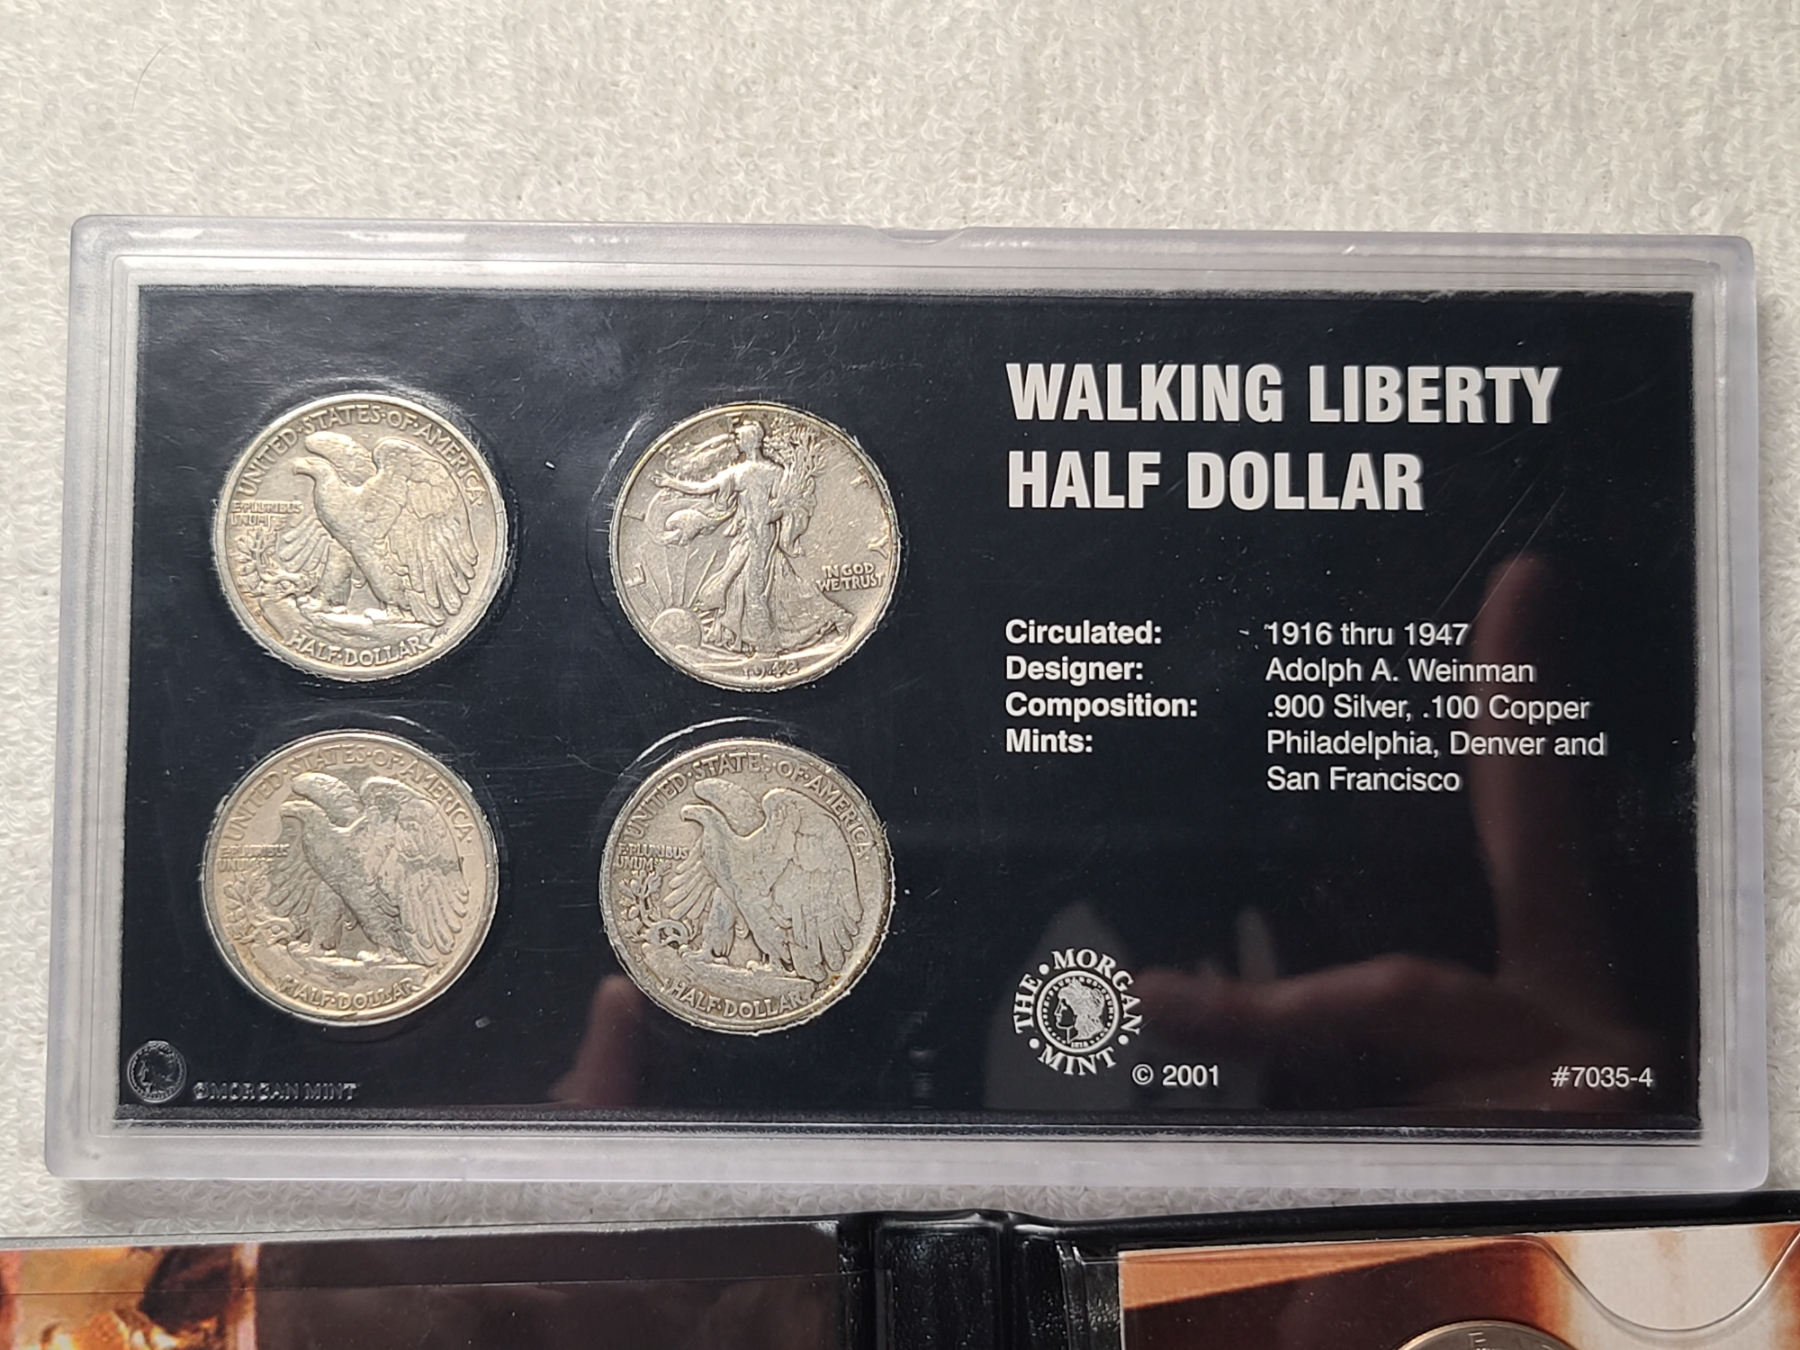 UNITED·STATES·OF·AMERICA
E·PLURIBUS
UNUM
HALF·DOLLAR
L I T Y
IN GOD
WE TRUST
1942
UNITED·STATES·OF·AMERICA
E·PLURIBUS
UNUM
HALF·DOLLAR
UNITED·STATES·OF·AMERICA
E·PLURIBUS
UNUM
HALF·DOLLAR
©MORGAN MINT
WALKING LIBERTY
HALF DOLLAR
Circulated: 1916 thru 1947
Designer: Adolph A. Weinman
Composition: .900 Silver, .100 Copper
Mints: Philadelphia, Denver and
San Francisco
THE • MORGAN • MINT •
© 2001
#7035-4